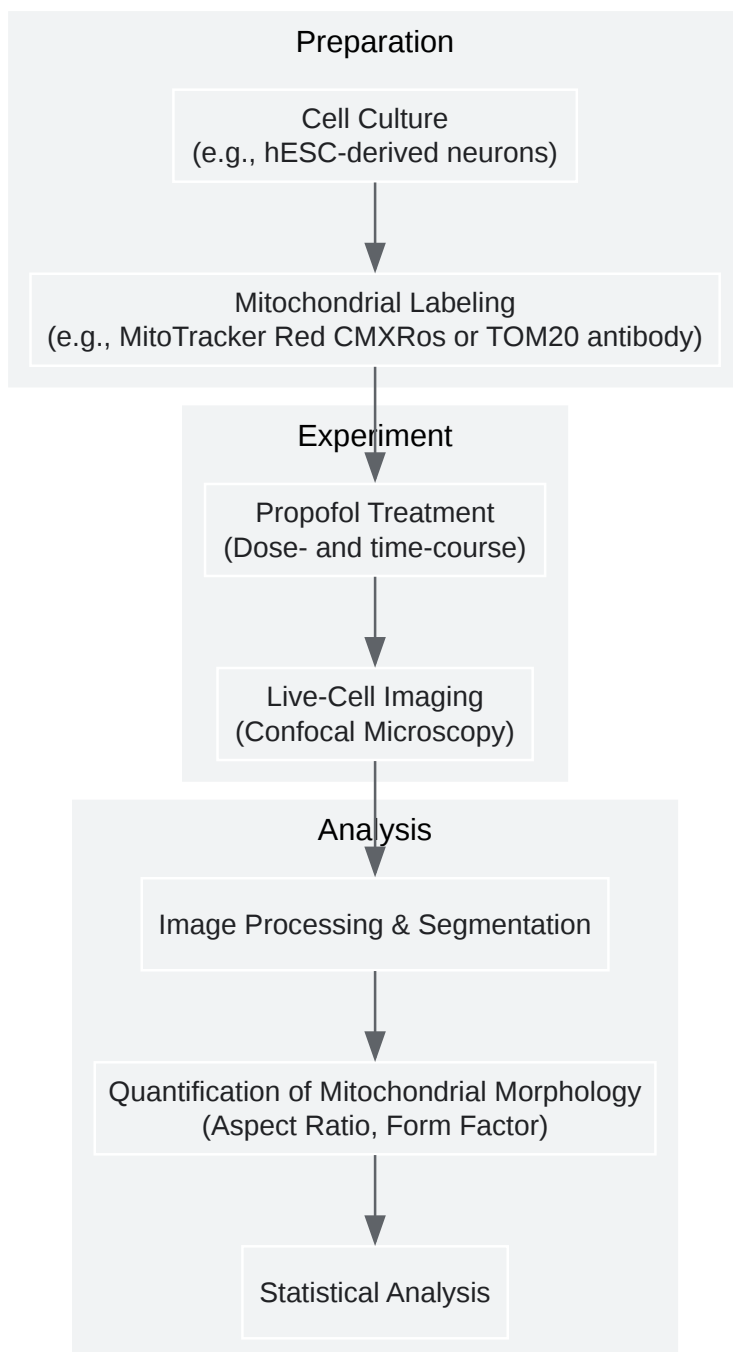 Preparation
Cell Culture
(e.g., hESC-derived neurons)
Mitochondrial Labeling
(e.g., MitoTracker Red CMXRos or TOM20 antibody)
Experiment
Propofol Treatment
(Dose- and time-course)
Live-Cell Imaging
(Confocal Microscopy)
Analysis
Image Processing & Segmentation
Quantification of Mitochondrial Morphology
(Aspect Ratio, Form Factor)
Statistical Analysis